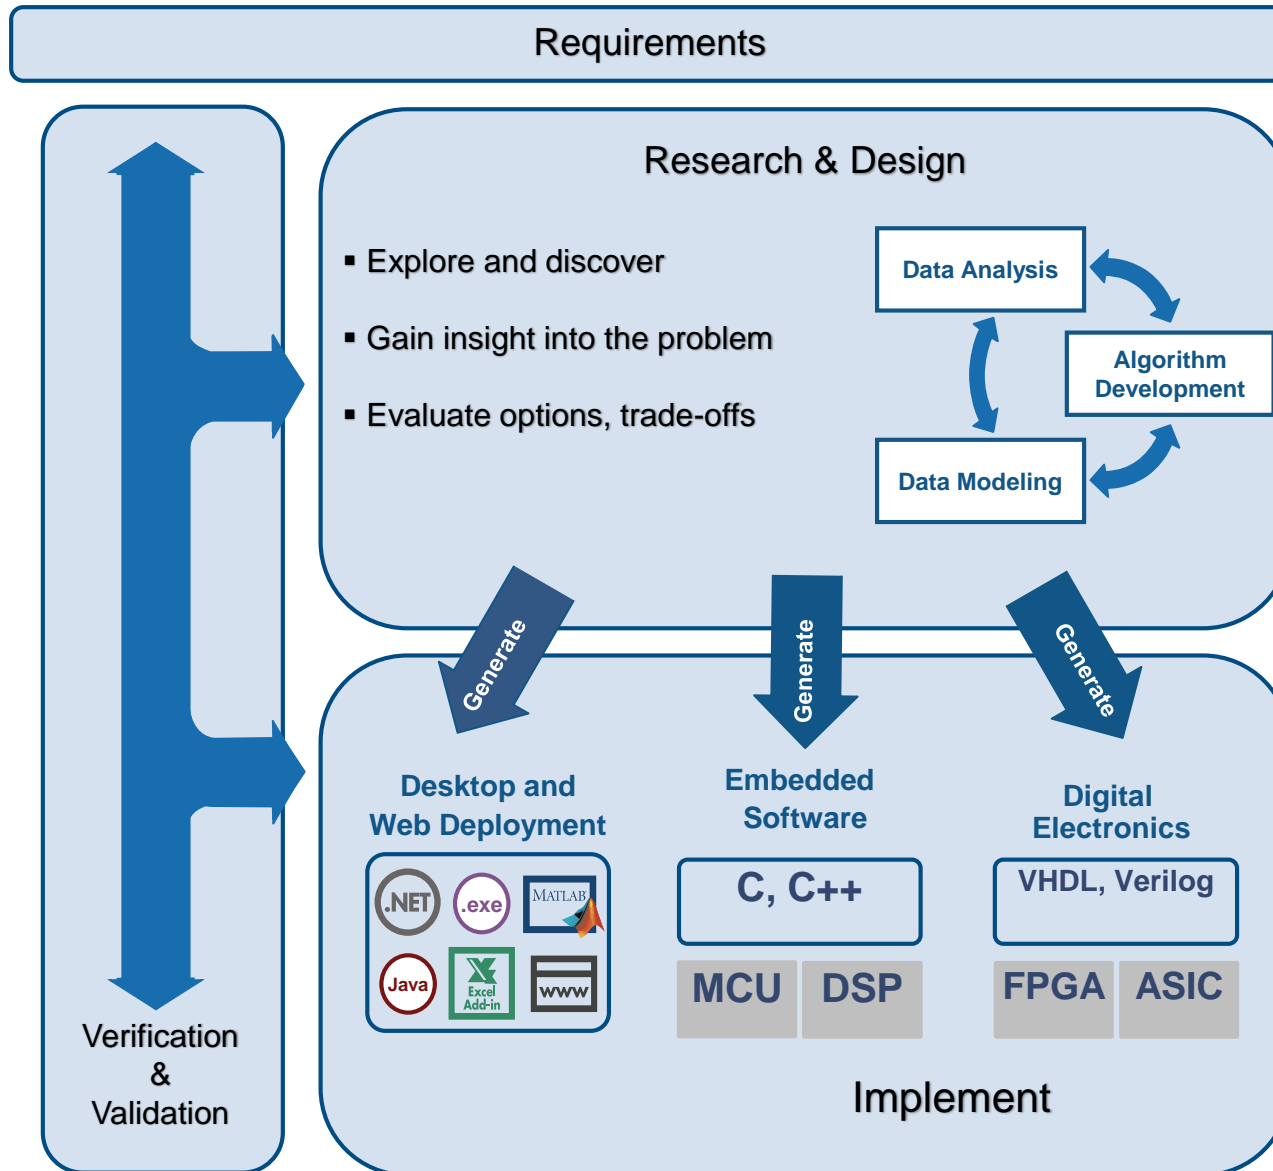 Requirements
Research & Design
▪ Explore and discover
▪ Gain insight into the problem
▪ Evaluate options, trade-offs
Data Analysis
Algorithm
Development
Data Modeling
Generate
Generate
Generate
Desktop and
Web Deployment
.NET
.exe
MATLAB
Java
Excel
Add-in
www
Embedded
Software
C, C++
MCU
DSP
Digital
Electronics
VHDL, Verilog
FPGA
ASIC
Implement
Verification
&
Validation